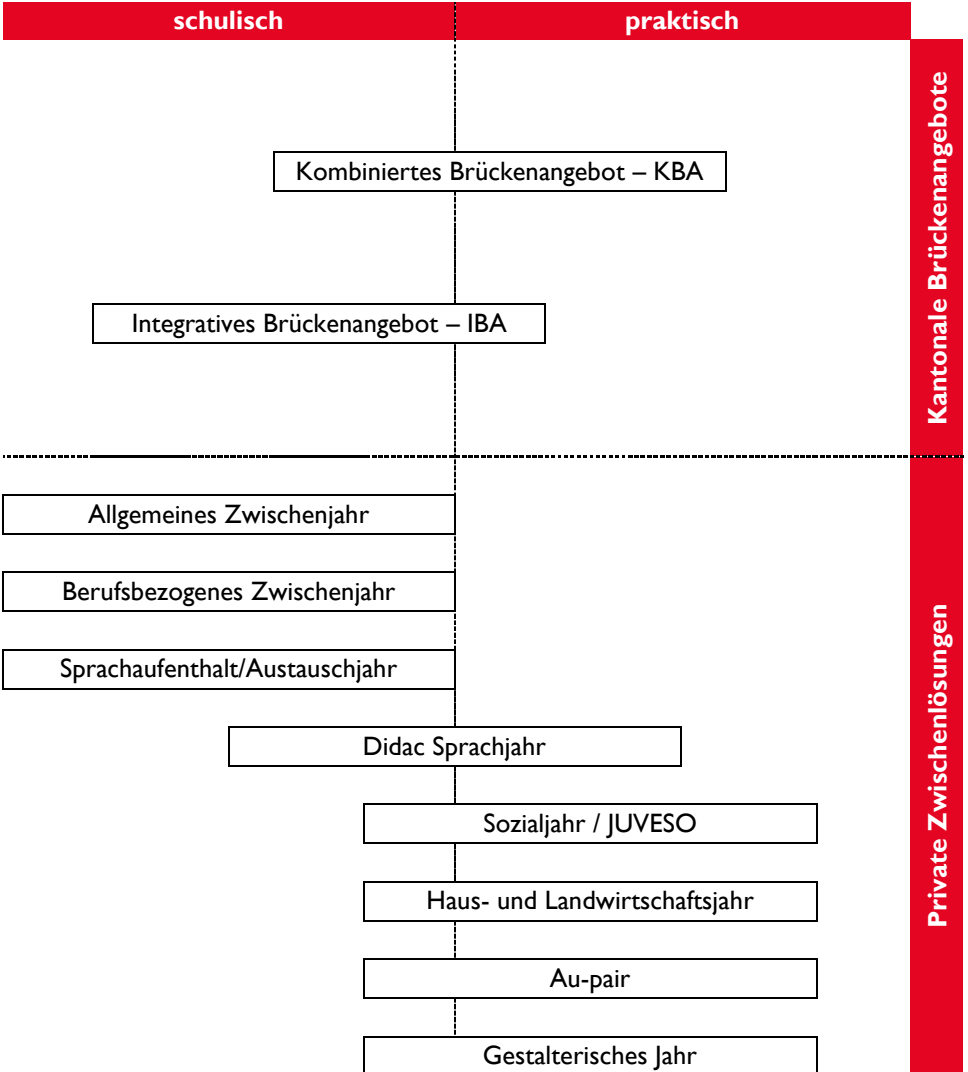 schulisch
praktisch
Kantonale Brückenangebote
Kombiniertes Brückenangebot – KBA
Integratives Brückenangebot – IBA
Private Zwischenlösungen
Allgemeines Zwischenjahr
Berufsbezogenes Zwischenjahr
Sprachaufenthalt/Austauschjahr
Didac Sprachjahr
Sozialjahr / JUVESO
Haus- und Landwirtschaftsjahr
Au-pair
Gestalterisches Jahr